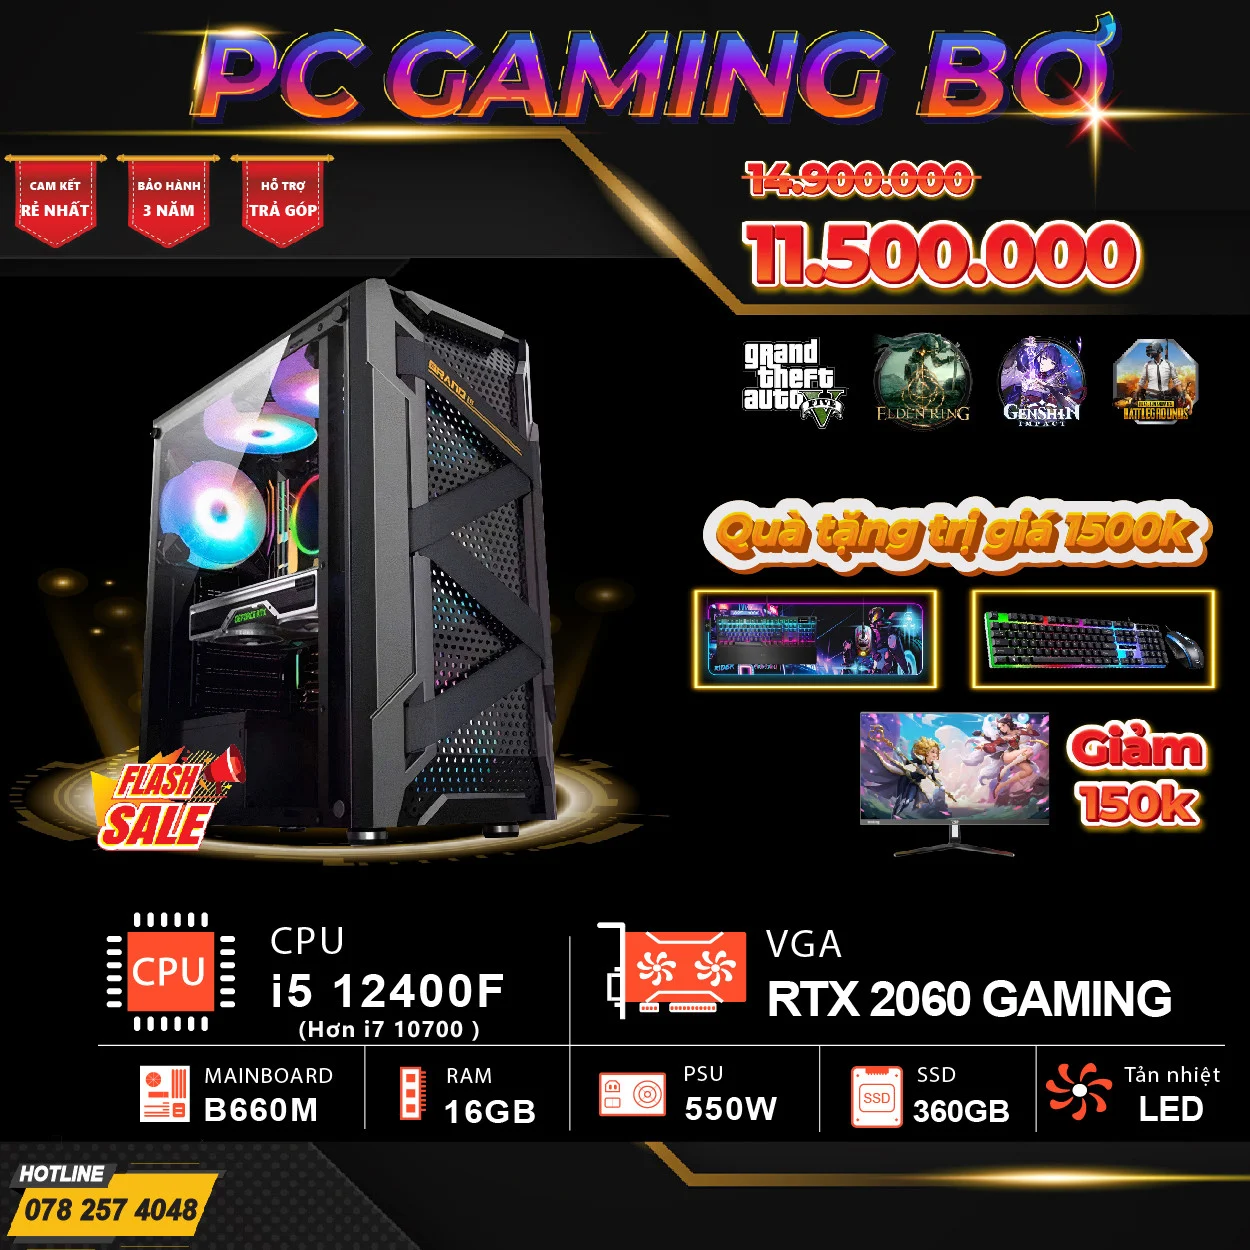 PC GAMING BƠ
CAM KẾT
RẺ NHẤT
BẢO HÀNH
3 NĂM
HỖ TRỢ
TRẢ GÓP
14.900.000
11.500.000
grand
theft
auto
FIVE
ELDEN RING
GENSHIN
IMPACT
BATTLEGROUNDS
Quà tặng trị giá 1500k
GEFORCE RTX
Giảm
150k
FLASH
SALE
CPU
CPU
i5 12400F
(Hơn i7 10700 )
VGA
RTX 2060 GAMING
MAINBOARD
B660M
RAM
16GB
PSU
550W
SSD
SSD
360GB
Tản nhiệt
LED
HOTLINE
078 257 4048